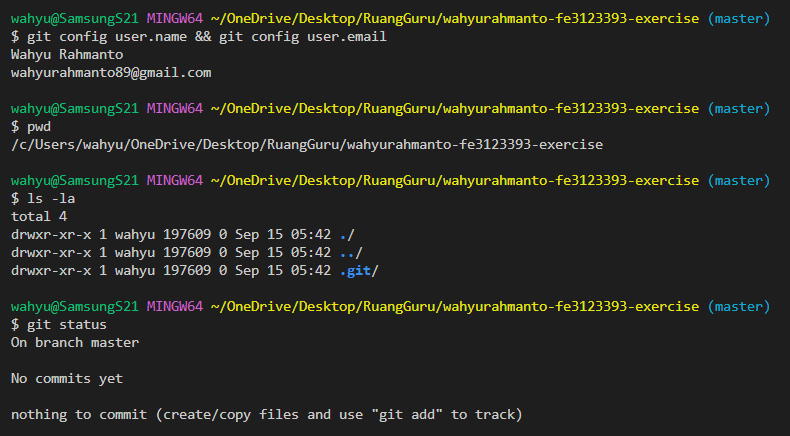 wahyu@SamsungS21 MINGW64 ~/OneDrive/Desktop/RuangGuru/wahyurahmanto-fe3123393-exercise (master)
$ git config user.name && git config user.email
Wahyu Rahmanto
wahyurahmanto89@gmail.com
wahyu@SamsungS21 MINGW64 ~/OneDrive/Desktop/RuangGuru/wahyurahmanto-fe3123393-exercise (master)
$ pwd
/c/Users/wahyu/OneDrive/Desktop/RuangGuru/wahyurahmanto-fe3123393-exercise
wahyu@SamsungS21 MINGW64 ~/OneDrive/Desktop/RuangGuru/wahyurahmanto-fe3123393-exercise (master)
$ ls -la
total 4
drwxr-xr-x 1 wahyu 197609 0 Sep 15 05:42 ./
drwxr-xr-x 1 wahyu 197609 0 Sep 15 05:42 ../
drwxr-xr-x 1 wahyu 197609 0 Sep 15 05:42 .git/
wahyu@SamsungS21 MINGW64 ~/OneDrive/Desktop/RuangGuru/wahyurahmanto-fe3123393-exercise (master)
$ git status
On branch master
No commits yet
nothing to commit (create/copy files and use "git add" to track)